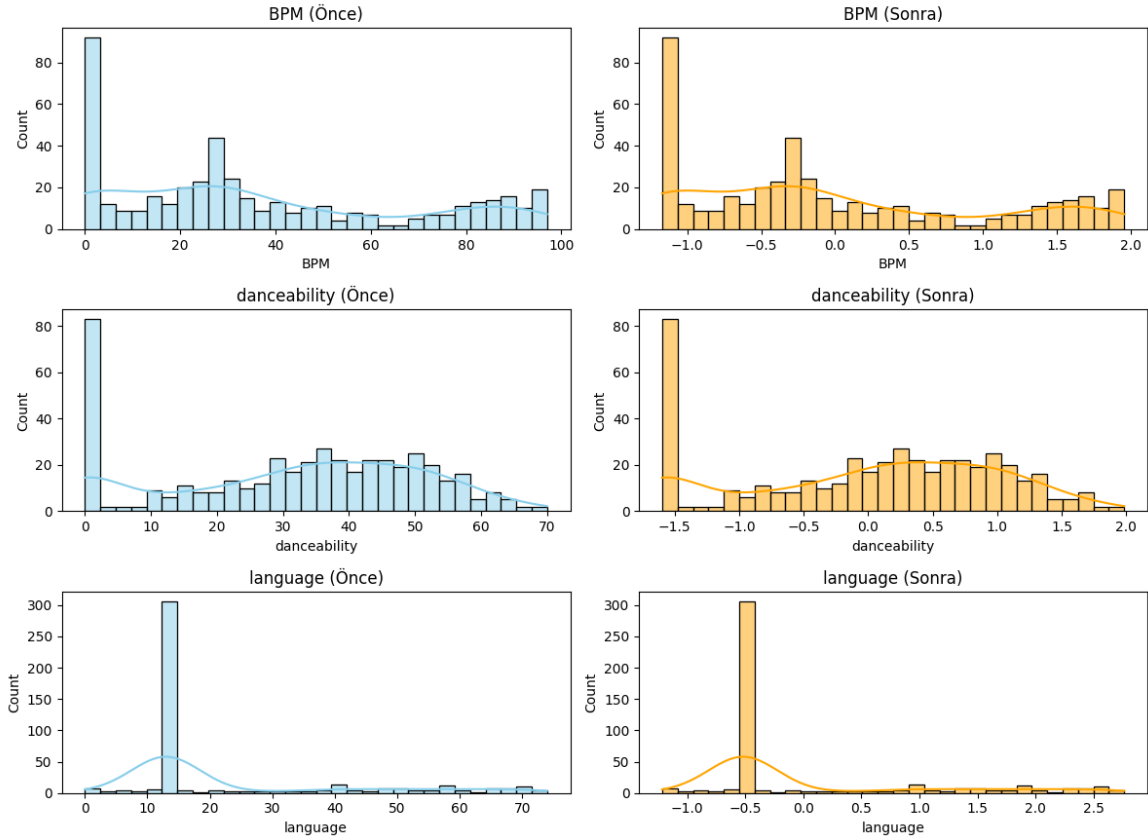 BPM (Önce)
80
60
40
20
0
Count
0 20 40 60 80 100
BPM
BPM (Sonra)
80
60
40
20
0
Count
−1.0 −0.5 0.0 0.5 1.0 1.5 2.0
BPM
danceability (Önce)
80
60
40
20
0
Count
0 10 20 30 40 50 60 70
danceability
danceability (Sonra)
80
60
40
20
0
Count
−1.5 −1.0 −0.5 0.0 0.5 1.0 1.5 2.0
danceability
language (Önce)
300
250
200
150
100
50
0
Count
0 10 20 30 40 50 60 70
language
language (Sonra)
300
250
200
150
100
50
0
Count
−1.0 −0.5 0.0 0.5 1.0 1.5 2.0 2.5
language